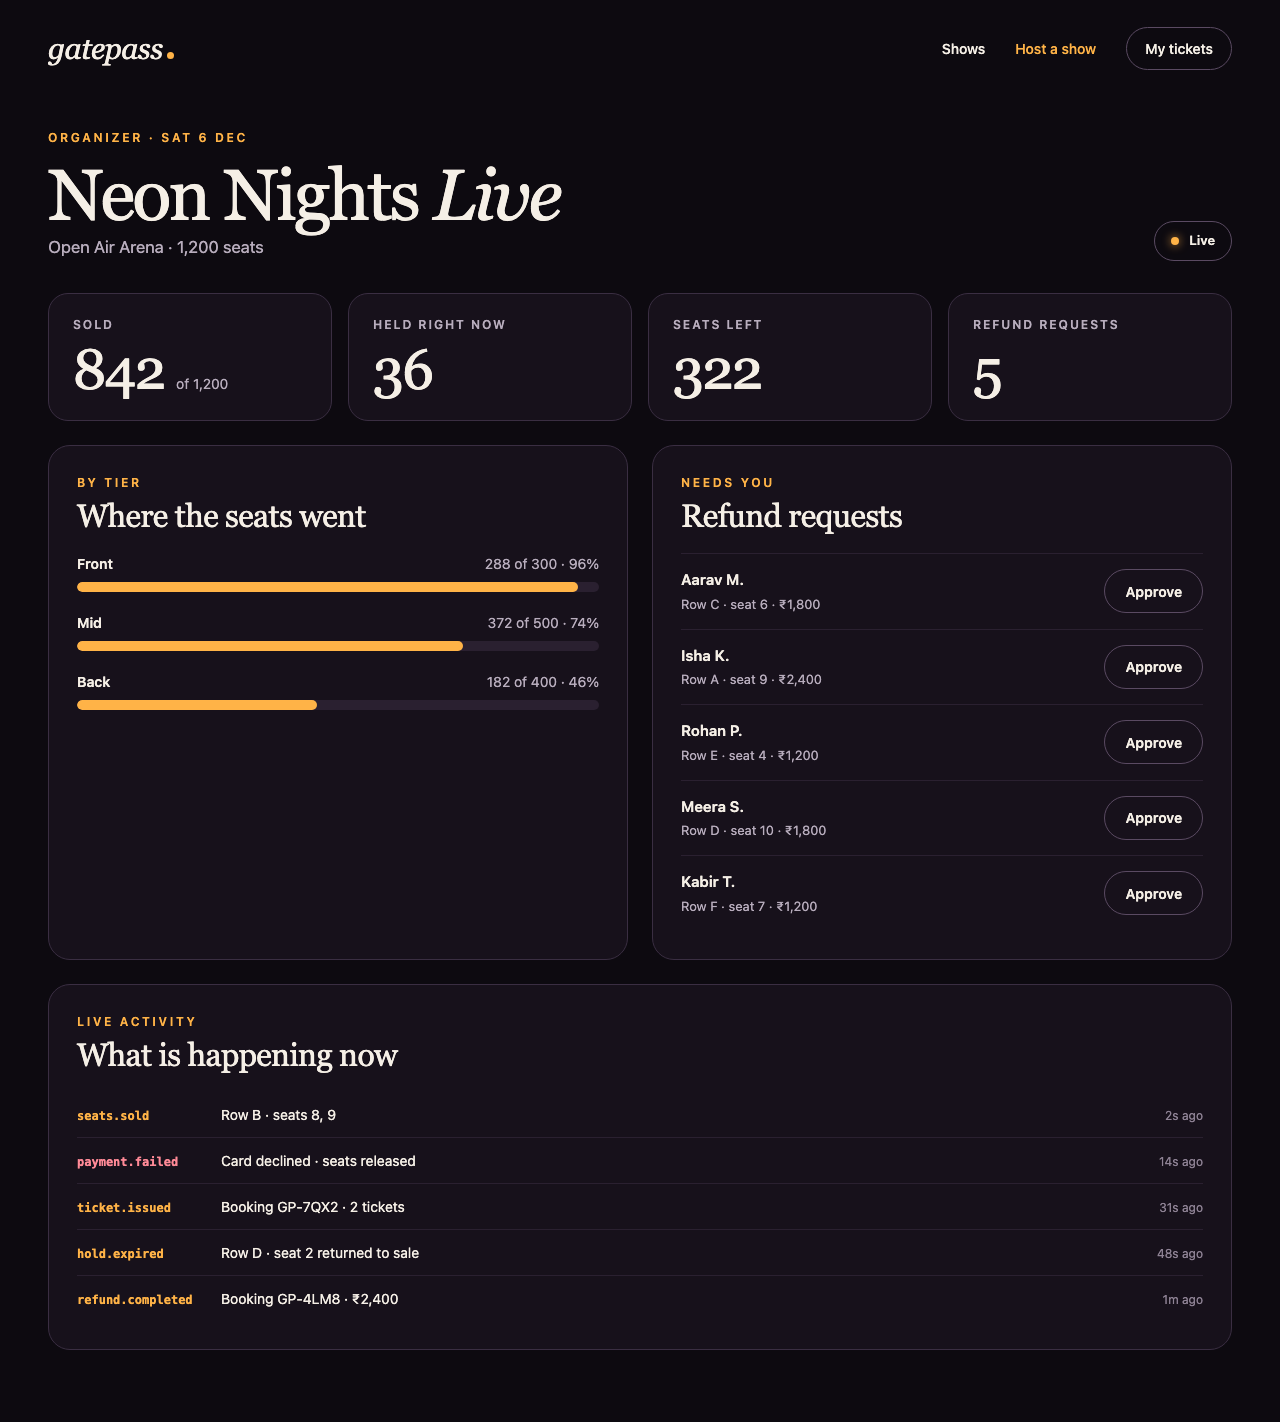 gatepass.
Shows
Host a show
My tickets
ORGANIZER · SAT 6 DEC
Neon Nights Live
Open Air Arena · 1,200 seats
Live
SOLD
842 of 1,200
HELD RIGHT NOW
36
SEATS LEFT
322
REFUND REQUESTS
5
BY TIER
Where the seats went
Front 288 of 300 · 96%
Mid 372 of 500 · 74%
Back 182 of 400 · 46%
NEEDS YOU
Refund requests
Aarav M.
Row C · seat 6 · ₹1,800
Approve
Isha K.
Row A · seat 9 · ₹2,400
Approve
Rohan P.
Row E · seat 4 · ₹1,200
Approve
Meera S.
Row D · seat 10 · ₹1,800
Approve
Kabir T.
Row F · seat 7 · ₹1,200
Approve
LIVE ACTIVITY
What is happening now
seats.sold Row B · seats 8, 9 2s ago
payment.failed Card declined · seats released 14s ago
ticket.issued Booking GP-7QX2 · 2 tickets 31s ago
hold.expired Row D · seat 2 returned to sale 48s ago
refund.completed Booking GP-4LM8 · ₹2,400 1m ago